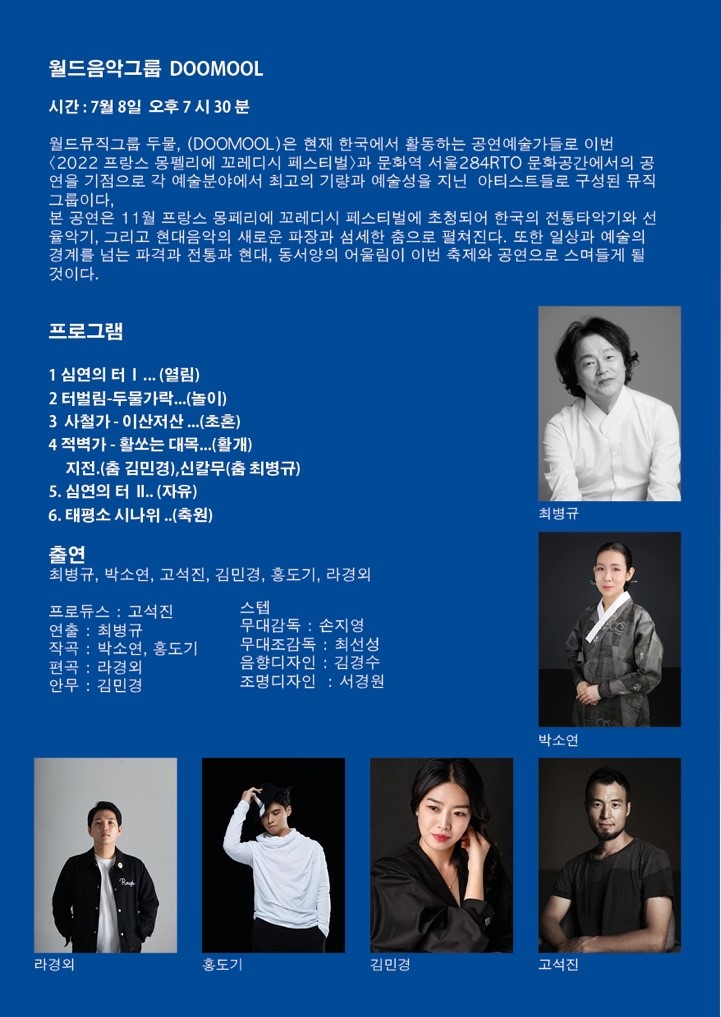 월드음악그룹 DOOMOOL
시간 : 7월 8일 오후 7 시 30 분
월드뮤직그룹 두물, (DOOMOOL)은 현재 한국에서 활동하는 공연예술가들로 이번
<2022 프랑스 몽펠리에 꼬레디시 페스티벌>과 문화역 서울284RTO 문화공간에서의 공
연을 기점으로 각 예술분야에서 최고의 기량과 예술성을 지닌 아티스트들로 구성된 뮤직
그룹이다,
본 공연은 11월 프랑스 몽페리에 꼬레디시 페스티벌에 초청되어 한국의 전통타악기와 선
율악기, 그리고 현대음악의 새로운 파장과 섬세한 춤으로 펼쳐진다. 또한 일상과 예술의
경계를 넘는 파격과 전통과 현대, 동서양의 어울림이 이번 축제와 공연으로 스며들게 될
것이다.
프로그램
1 심연의 터 Ⅰ ... (열림)
2 터벌림-두물가락...(놀이)
3 사철가 - 이산저산 ...(초혼)
4 적벽가 - 활쏘는 대목...(활개)
지전.(춤 김민경),신칼무(춤 최병규)
5. 심연의 터 Ⅱ.. (자유)
6. 태평소 시나위 ..(축원)
출연
최병규, 박소연, 고석진, 김민경, 홍도기, 라경외
프로듀스 : 고석진
연출 : 최병규
작곡 : 박소연, 홍도기
편곡 : 라경외
안무 : 김민경
스텝
무대감독 : 손지영
무대조감독 : 최선성
음향디자인 : 김경수
조명디자인 : 서경원
최병규
박소연
Rough
라경외
홍도기
김민경
고석진